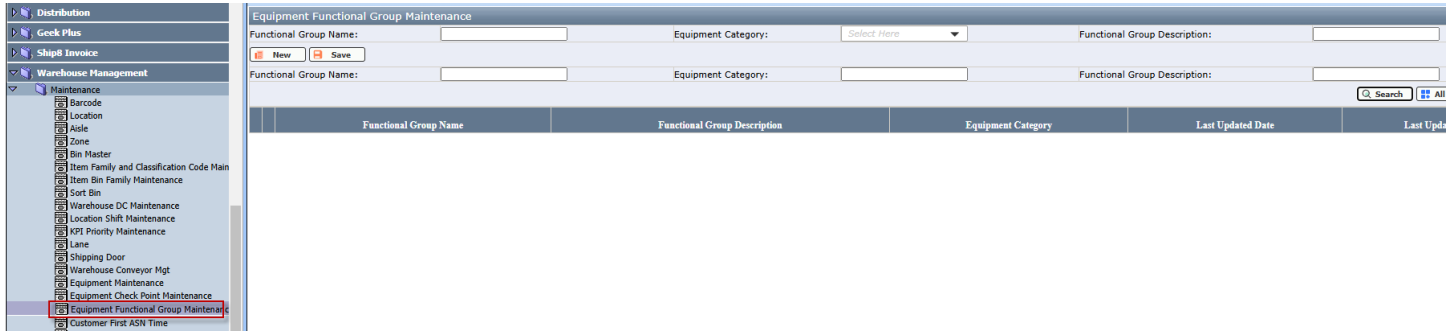 Distribution
Geek Plus
Ship8 Invoice
Warehouse Management
Maintenance
Barcode
Location
Aisle
Zone
Bin Master
Item Family and Classification Code Main
Item Bin Family Maintenance
Sort Bin
Warehouse DC Maintenance
Location Shift Maintenance
KPI Priority Maintenance
Lane
Shipping Door
Warehouse Conveyor Mgt
Equipment Maintenance
Equipment Check Point Maintenance
Equipment Functional Group Maintenanc
Customer First ASN Time
Equipment Functional Group Maintenance
Functional Group Name: Equipment Category: Select Here Functional Group Description:
New Save
Functional Group Name: Equipment Category: Functional Group Description:
Search All
Functional Group Name Functional Group Description Equipment Category Last Updated Date Last Upda